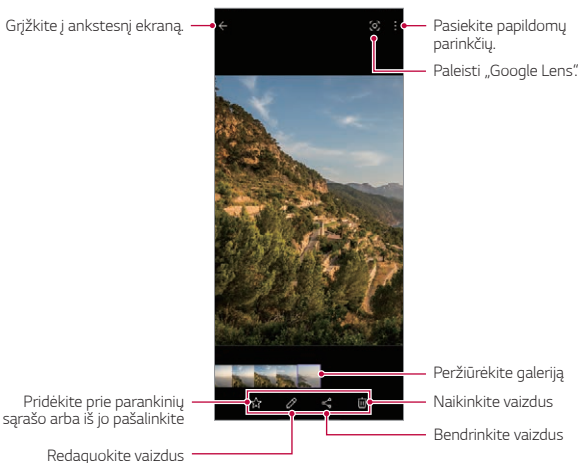 Grįžkite į ankstesnį ekraną.
Pasiekite papildomų
parinkčių.
Paleisti „Google Lens“.
Peržiūrėkite galeriją
Pridėkite prie parankinių
sąrašo arba iš jo pašalinkite
Naikinkite vaizdus
Bendrinkite vaizdus
Redaguokite vaizdus